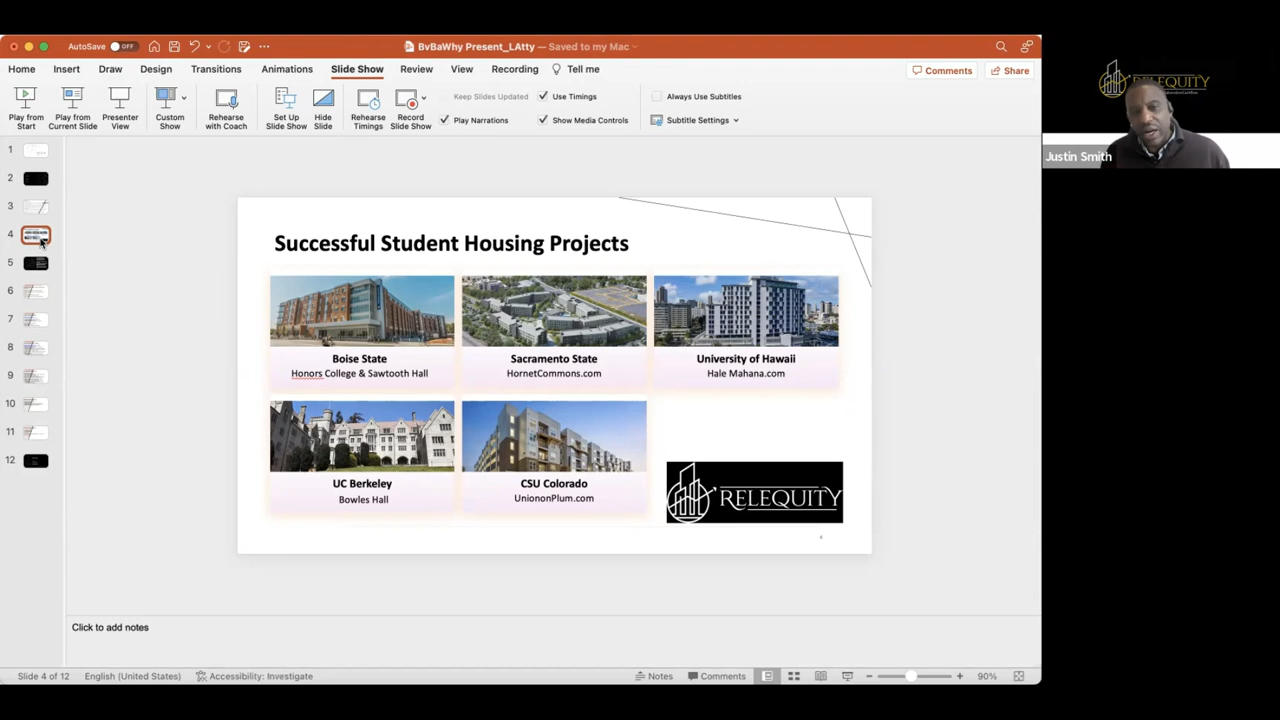 AutoSave OFF
BvBaWhy Present_LAtty — Saved to my Mac
Home Insert Draw Design Transitions Animations Slide Show Review View Recording Tell me
Comments Share
Play from Start
Play from Current Slide
Presenter View
Custom Show
Rehearse with Coach
Set Up Slide Show
Hide Slide
Rehearse Timings
Record Slide Show
Keep Slides Updated
Play Narrations
Use Timings
Show Media Controls
Always Use Subtitles
Subtitle Settings
RELEQUITY
Justin Smith
1
2
3
4
5
6
7
8
9
10
11
12
Successful Student Housing Projects
Boise State
Honors College & Sawtooth Hall
Sacramento State
HornetCommons.com
University of Hawaii
Hale Mahana.com
UC Berkeley
Bowles Hall
CSU Colorado
UniononPlum.com
RELEQUITY
4
Click to add notes
Slide 4 of 12 English (United States) Accessibility: Investigate
Notes Comments 90%